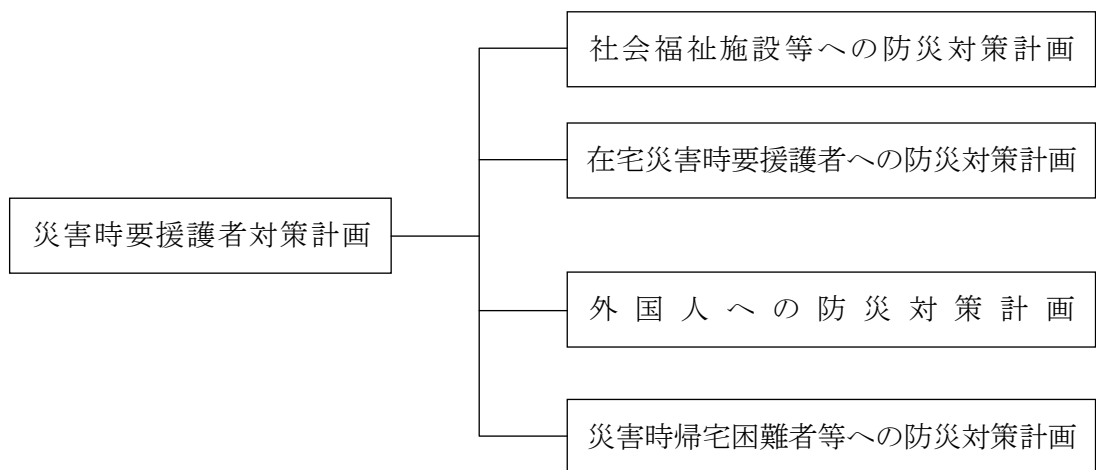 社会福祉施設等への防災対策計画
在宅災害時要援護者への防災対策計画
災害時要援護者対策計画
外国人への防災対策計画
災害時帰宅困難者等への防災対策計画